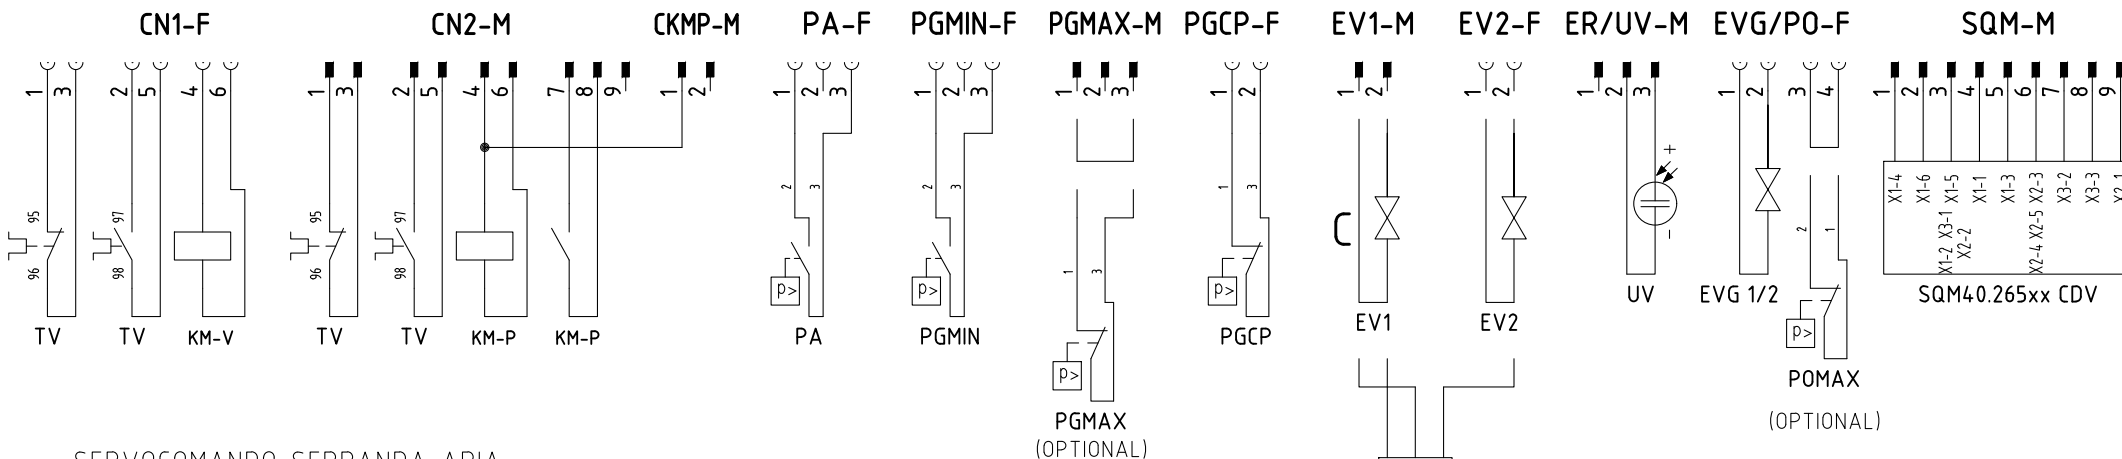 CN1-F CN2-M CKMP-M PA-F PGMIN-F PGMAX-M PGCP-F EV1-M EV2-F ER/UV-M EVG/PO-F SQM-M
1 3 2 5 4 6 1 3 2 5 4 6 7 8 9 1 2 1 2 3 1 2 3 1 2 3 1 2 1 2 1 2 1 2 3 1 2 3 4 1 2 3 4 5 6 7 8 9
+
2 3 2 3 1 3 X1-4 X1-6 X1-5 X1-1 X1-3 X2-3 X3-2 X3-3 X2-1
95 97 95 97 C - 2 1 X1-2 X3-1 X2-2 X2-4 X2-5
96 98 96 98 1 3
p> p> p> UV EVG 1/2 SQM40.265xx CDV
EV1 EV2
TV TV KM-V TV TV KM-P KM-P PA PGMIN PGCP p>
p> POMAX
PGMAX (OPTIONAL)
(OPTIONAL)
SERVOCOMANDO SERRANDA ARIA